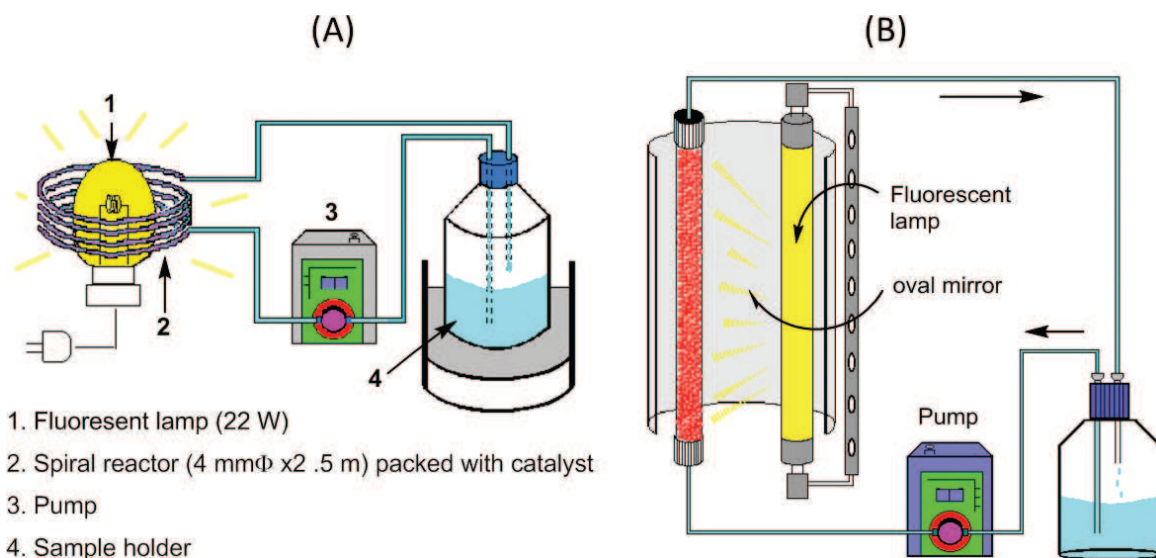 (A)
(B)
1
3
2
4
Fluorescent
lamp
oval mirror
Pump
1. Fluoresent lamp (22 W)
2. Spiral reactor (4 mmΦ x2 .5 m) packed with catalyst
3. Pump
4. Sample holder